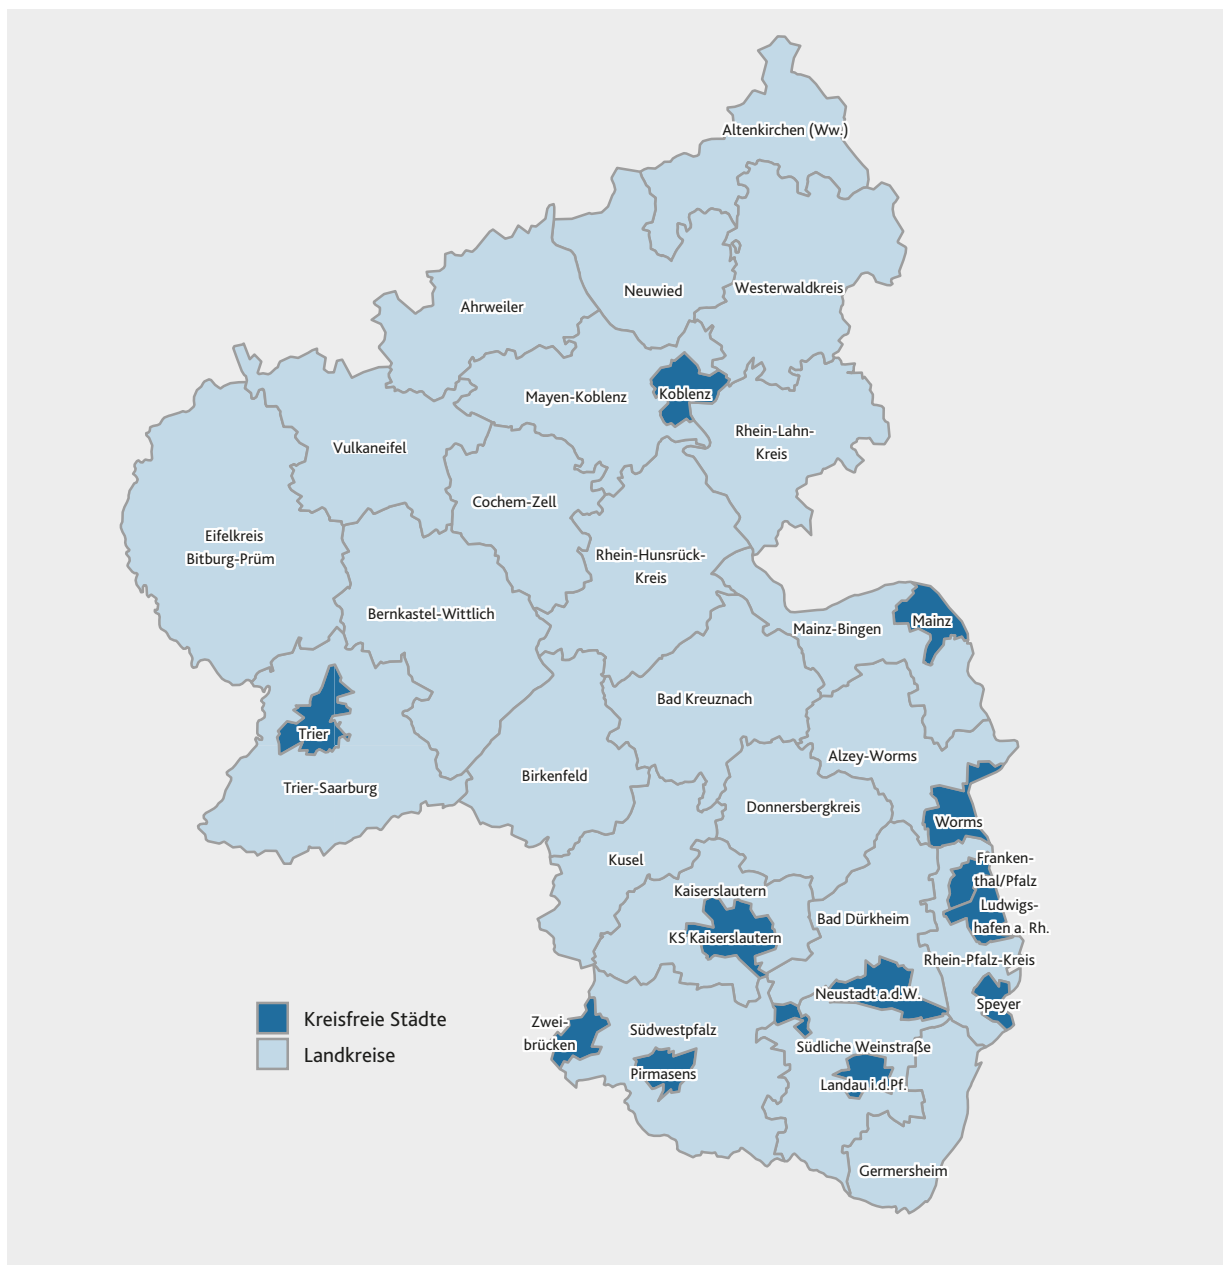 Altenkirchen (Ww.)
Neuwied
Westerwaldkreis
Ahrweiler
Mayen-Koblenz
Koblenz
Rhein-Lahn-
Kreis
Vulkaneifel
Cochem-Zell
Eifelkreis
Bitburg-Prüm
Rhein-Hunsrück-
Kreis
Bernkastel-Wittlich
Mainz-Bingen
Mainz
Bad Kreuznach
Trier
Trier-Saarburg
Birkenfeld
Alzey-Worms
Donnersbergkreis
Worms
Kusel
Franken-
thal/Pfalz
Ludwigs-
hafen a. Rh.
Kaiserslautern
KS Kaiserslautern
Bad Dürkheim
Rhein-Pfalz-Kreis
Neustadt a.d.W.
Speyer
Zwei-
brücken
Südwestpfalz
Pirmasens
Südliche Weinstraße
Landau i.d.Pf.
Germersheim
Kreisfreie Städte
Landkreise